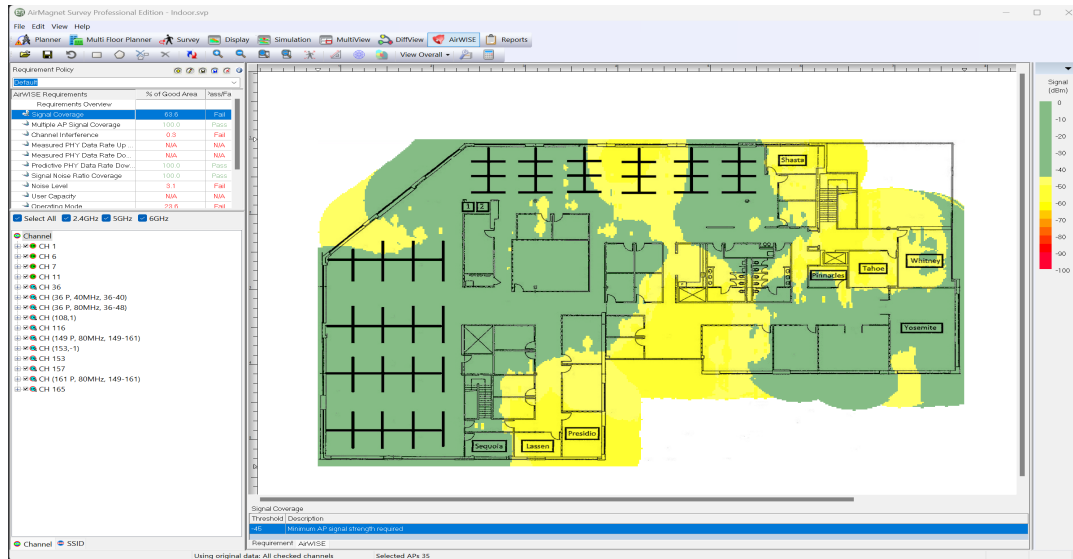 AirMagnet Survey Professional Edition - Indoor.svp
File Edit View Help
Planner Multi Floor Planner Survey Display Simulation MultiView DiffView AirWISE Reports
View Overall
Requirement Policy
Default
AirWISE Requirements % of Good Area Pass/Fa
Requirements Overview
Signal Coverage 63.6 Fail
Multiple AP Signal Coverage 100.0 Pass
Channel Interference 0.3 Fail
Measured PHY Data Rate Up... N/A N/A
Measured PHY Data Rate Do... N/A N/A
Predictive PHY Data Rate Dow... 100.0 Pass
Signal Noise Ratio Coverage 100.0 Pass
Noise Level 3.1 Fail
User Capacity N/A N/A
Operating Mode 23.6 Fail
Select All 2.4GHz 5GHz 6GHz
Channel
CH 1
CH 6
CH 7
CH 11
CH 36
CH (36 P, 40MHz, 36-40)
CH (36 P, 80MHz, 36-48)
CH (108,1)
CH 116
CH (149 P, 80MHz, 149-161)
CH (153,-1)
CH 153
CH 157
CH (161 P, 80MHz, 149-161)
CH 165
Channel SSID
Shasta
1 2
Whitney
Tahoe
Pinnacles
Yosemite
Presidio
Sequoia Lassen
Signal
(dBm)
0
-10
-20
-30
-40
-50
-60
-70
-80
-90
-100
Signal Coverage
Threshold Description
-45 Minimum AP signal strength required
Requirement AirWISE
Using original data: All checked channels Selected APs 35